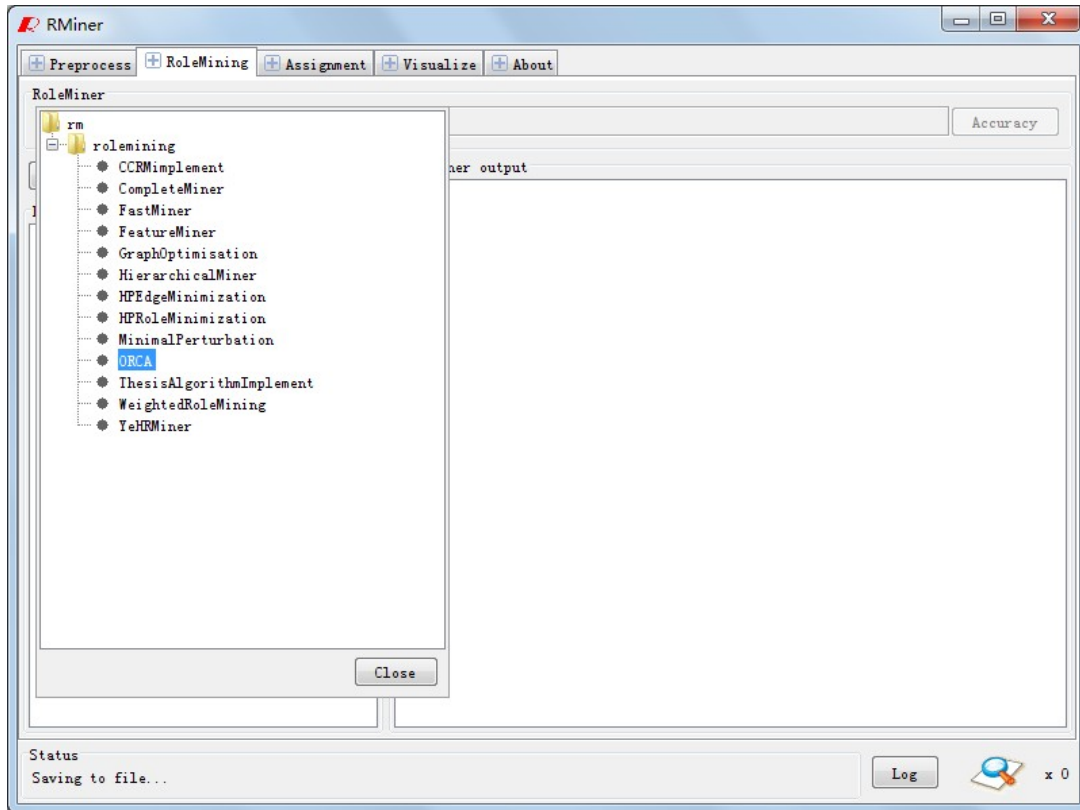 RMiner
Preprocess RoleMining Assignment Visualize About
RoleMiner
rm
Accuracy
rolemining
CCRMimplement
ner output
CompleteMiner
FastMiner
FeatureMiner
GraphOptimisation
HierarchicalMiner
HPEdgeMinimization
HPRoleMinimization
MinimalPerturbation
ORCA
ThesisAlgorithmImplement
WeightedRoleMining
YeHRMiner
Close
Status
Saving to file...
Log
x 0